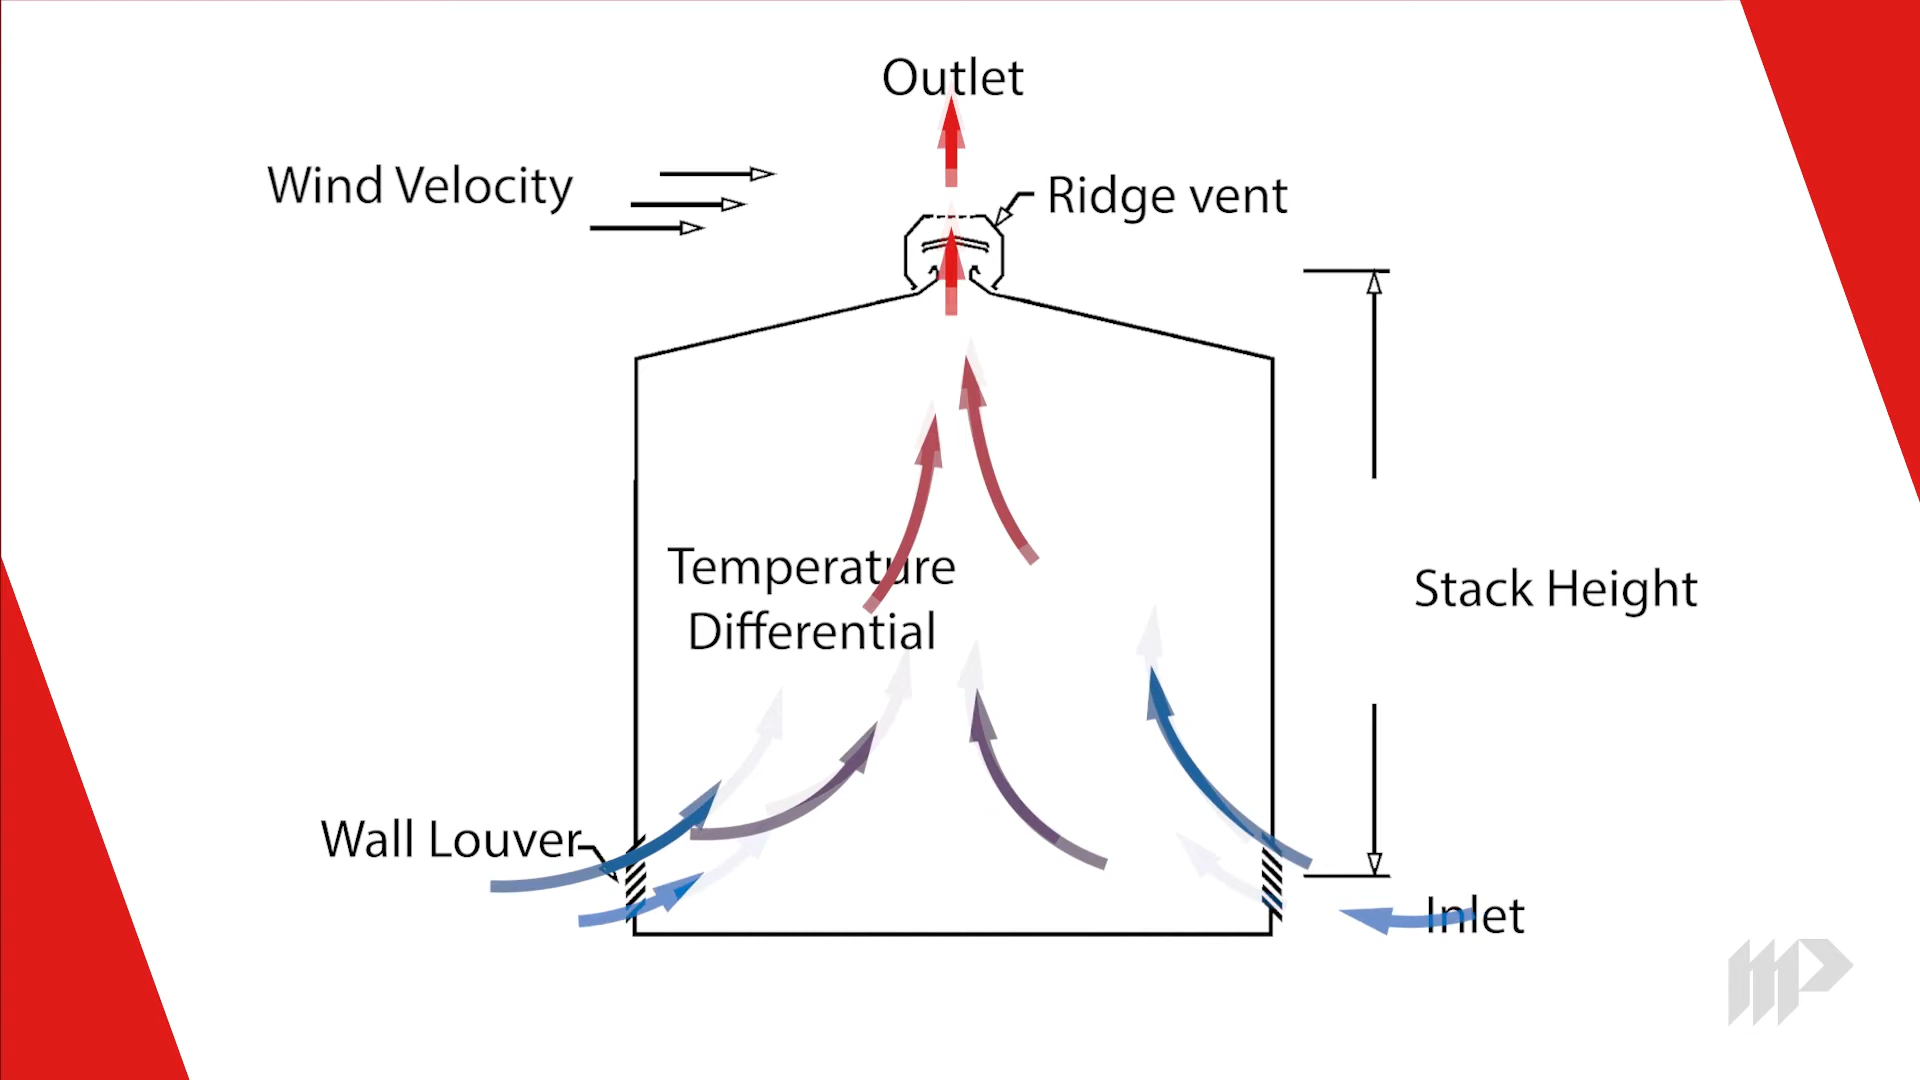 Outlet
Wind Velocity
Ridge vent
Temperature
Differential
Stack Height
Wall Louver
Inlet